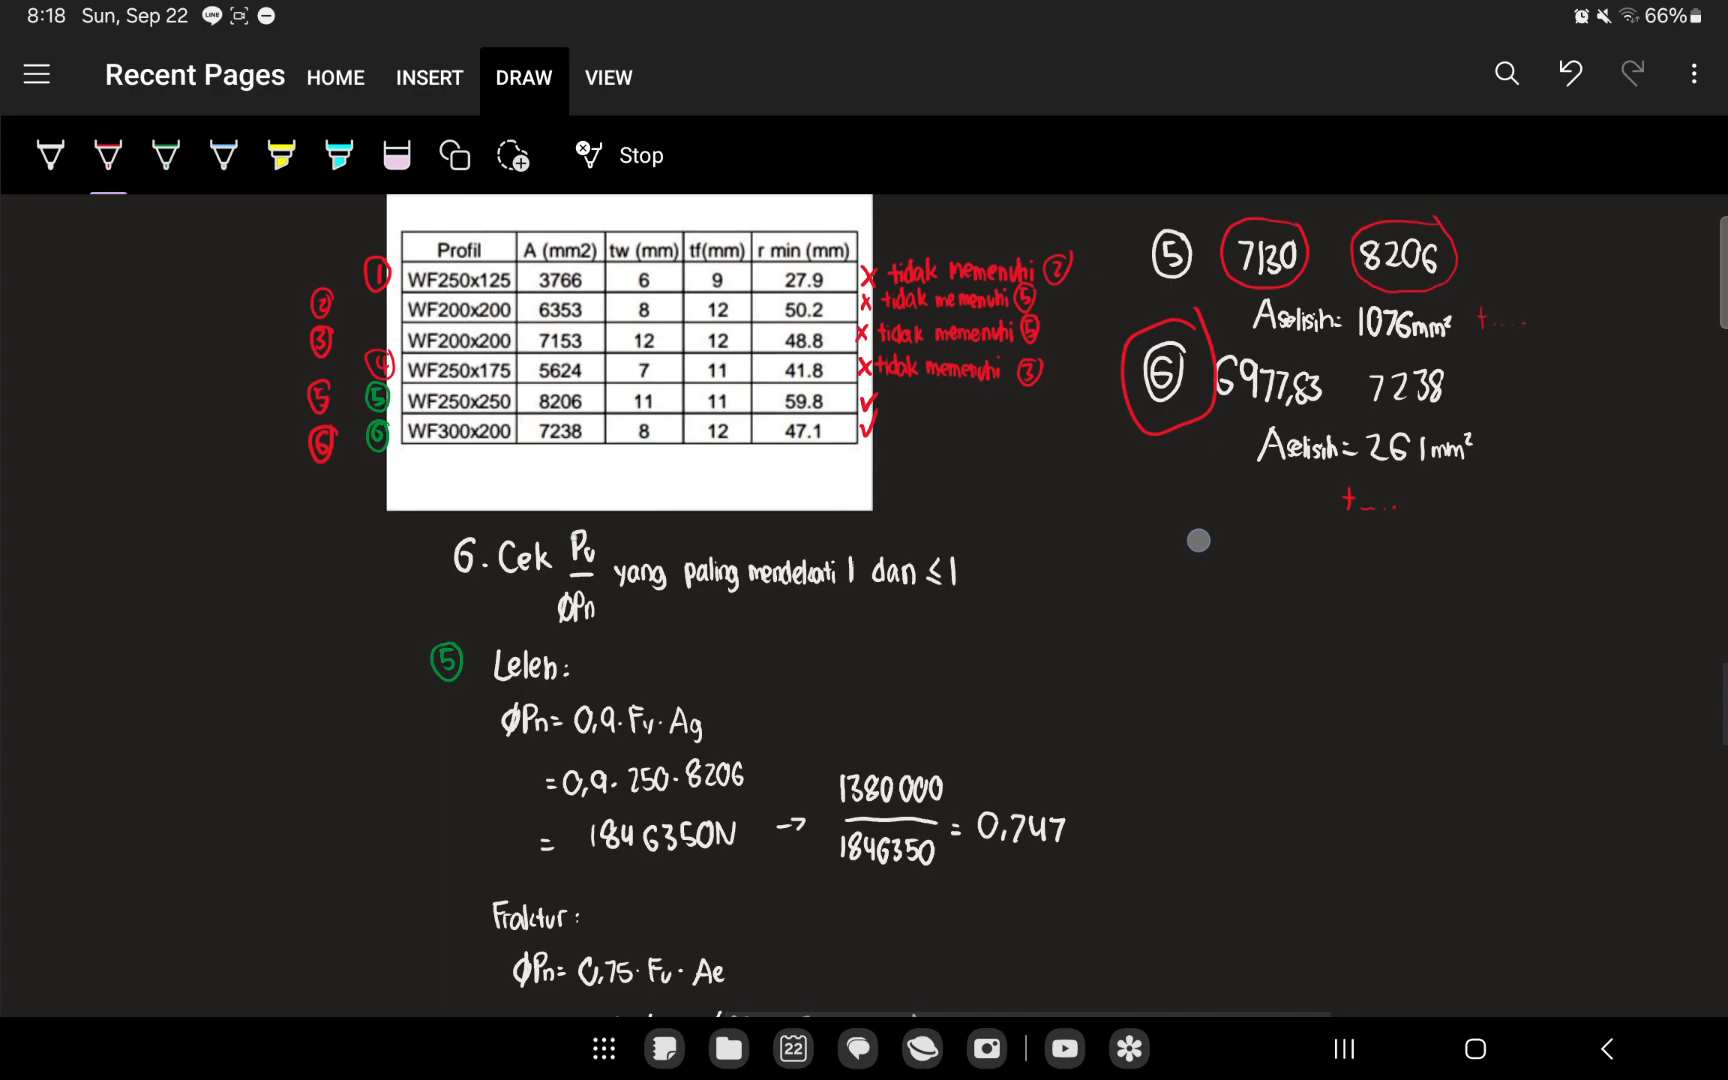 8:18 Sun, Sep 22 LINE 66%
Recent Pages HOME INSERT DRAW VIEW
Stop
Profil A (mm2) tw (mm) tf(mm) r min (mm)
① WF250x125 3766 6 9 27.9 x tidak memenuhi ②
② WF200x200 6353 8 12 50.2 x tidak memenuhi ⑤
③ WF200x200 7153 12 12 48.8 x tidak memenuhi ⑤
④ WF250x175 5624 7 11 41.8 x tidak memenuhi ③
⑤ ⑤ WF250x250 8206 11 11 59.8 ✓
⑥ ⑥ WF300x200 7238 8 12 47.1 ✓
⑤ 7130 8206
Aselisih = 1076mm² +....
⑥ 6977,83 7238
Aselisih = 261mm²
+....
6. Cek Pu/ØPn yang paling mendekati 1 dan ≤ 1
⑤ Leleh:
ØPn = 0,9. Fy. Ag
= 0,9. 250. 8206
= 1846350N → 1380000/1846350 = 0,747
Fraktur:
ØPn = 0,75. Fu. Ae
22